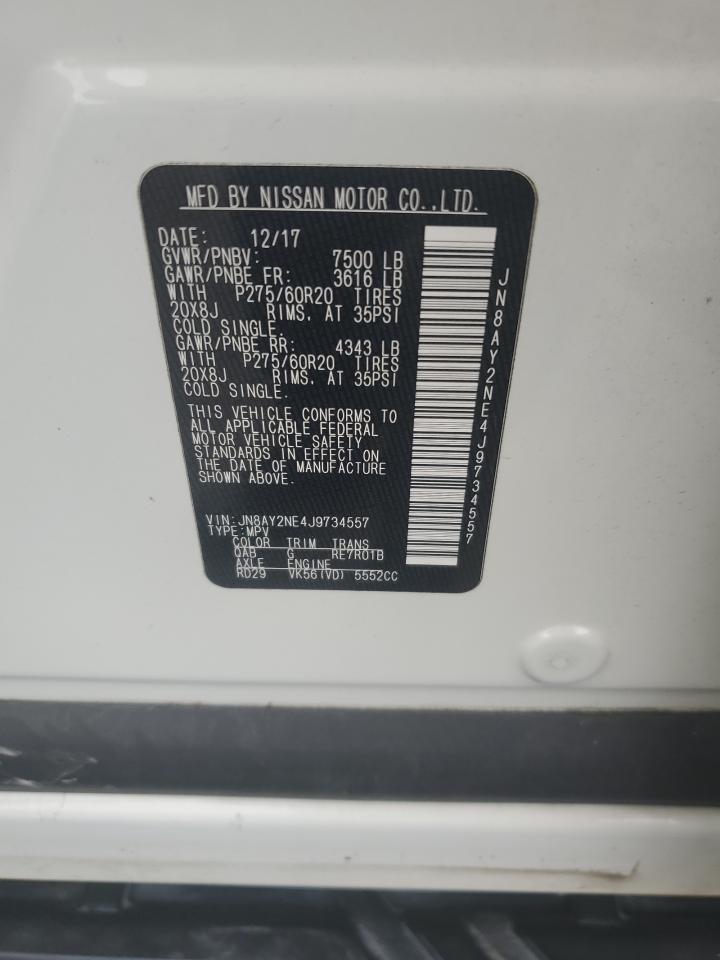 MFD BY NISSAN MOTOR CO.,LTD.
DATE: 12/17
GVWR/PNBV: 7500 LB
GAWR/PNBE FR: 3616 LB
WITH P275/60R20 TIRES
20X8J RIMS, AT 35PSI
COLD SINGLE.
GAWR/PNBE RR: 4343 LB
WITH P275/60R20 TIRES
20X8J RIMS, AT 35PSI
COLD SINGLE.
THIS VEHICLE CONFORMS TO
ALL APPLICABLE FEDERAL
MOTOR VEHICLE SAFETY
STANDARDS IN EFFECT ON
THE DATE OF MANUFACTURE
SHOWN ABOVE.
VIN:JN8AY2NE4J9734557
TYPE:MPV
COLOR TRIM TRANS
QAB G RE7R01B
AXLE ENGINE
RD29 VK56(VD) 5552CC
JN8AY2NE4J9734557